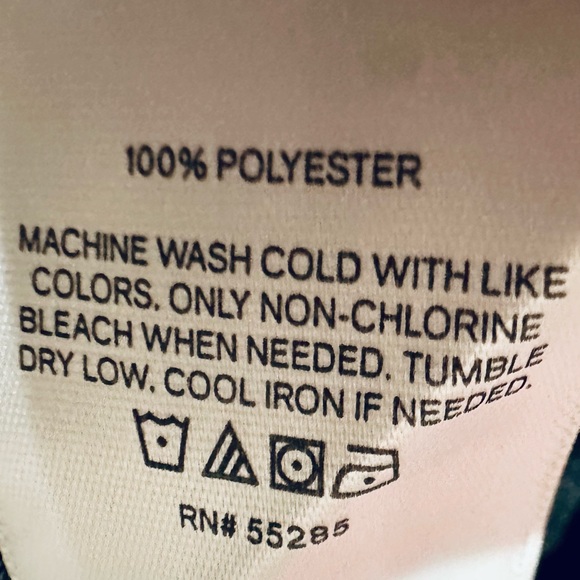 100% POLYESTER
MACHINE WASH COLD WITH LIKE
COLORS, ONLY NON-CHLORINE
BLEACH WHEN NEEDED. TUMBLE
DRY LOW. COOL IRON IF NEEDED.
RN# 55285